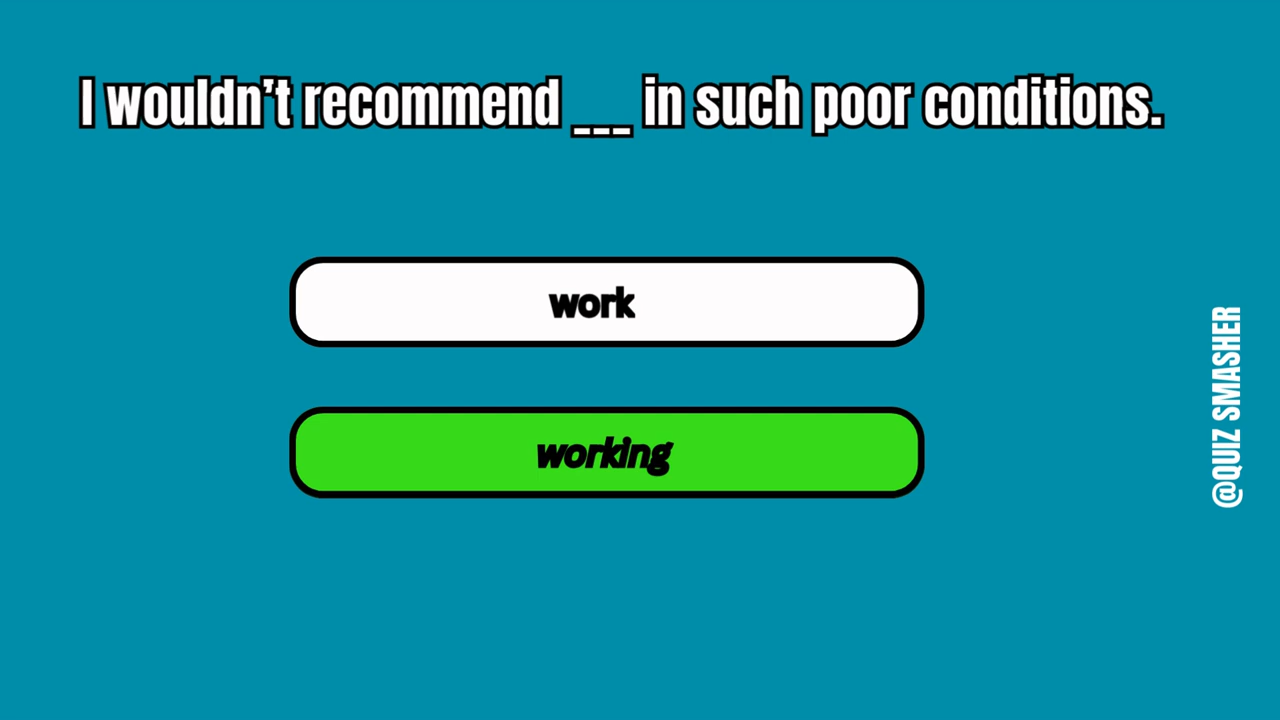 I wouldn’t recommend ___ in such poor conditions.
work
working
@QUIZ SMASHER